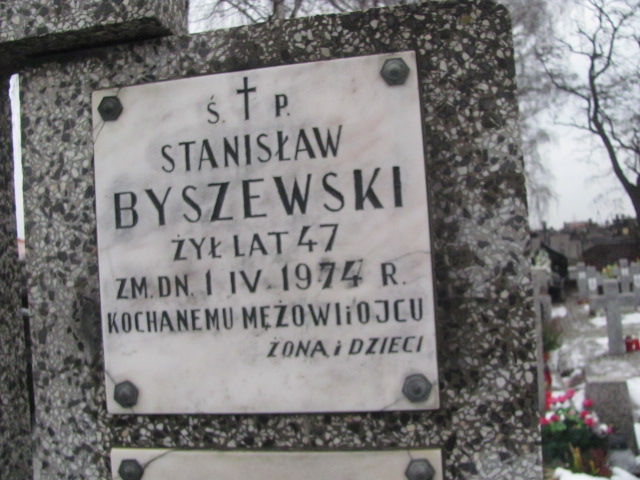 Ś. † P.
STANISŁAW
BYSZEWSKI
ŻYŁ LAT 47
ZM. DN. 1 IV. 1974 R.
KOCHANEMU MĘŻOWI i OJCU
ŻONA i DZIECI